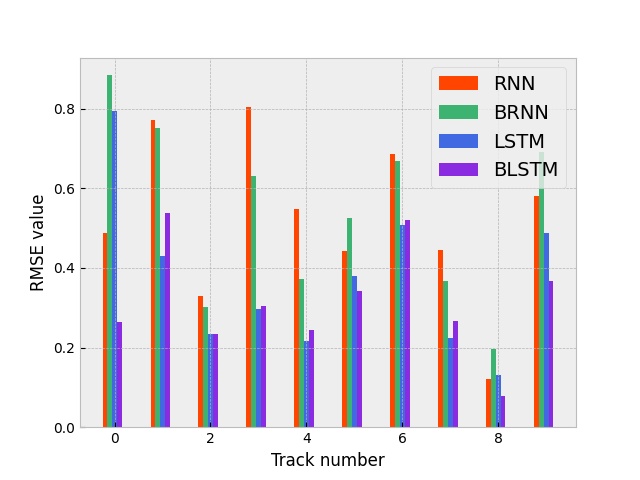 RNN
BRNN
LSTM
BLSTM
RMSE value
0.8
0.6
0.4
0.2
0.0
0 2 4 6 8
Track number